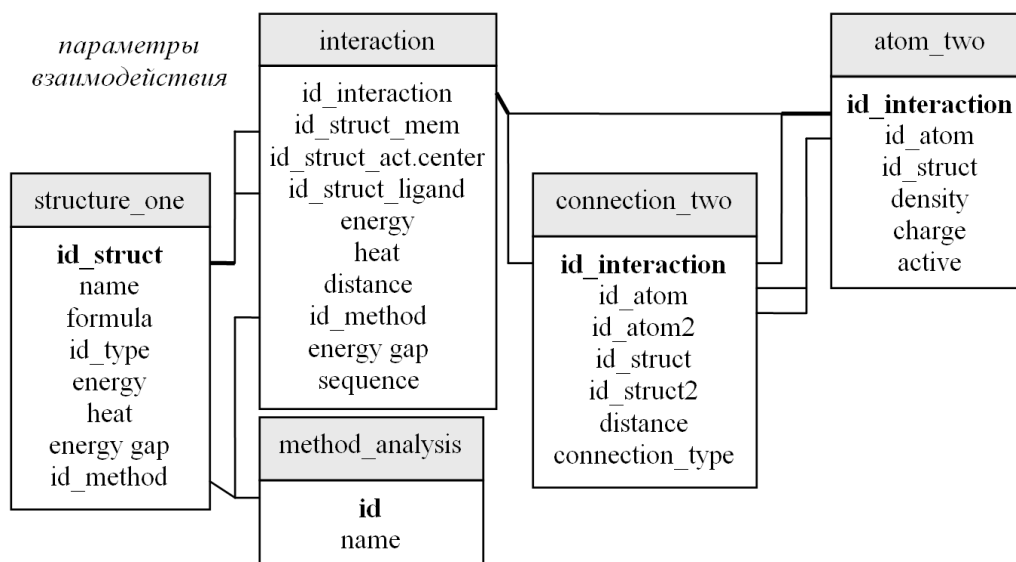 параметры
взаимодействия
interaction
id_interaction
id_struct_mem
id_struct_act.center
id_struct_ligand
energy
heat
distance
id_method
energy gap
sequence
structure_one
id_struct
name
formula
id_type
energy
heat
energy gap
id_method
method_analysis
id
name
connection_two
id_interaction
id_atom
id_atom2
id_struct
id_struct2
distance
connection_type
atom_two
id_interaction
id_atom
id_struct
density
charge
active